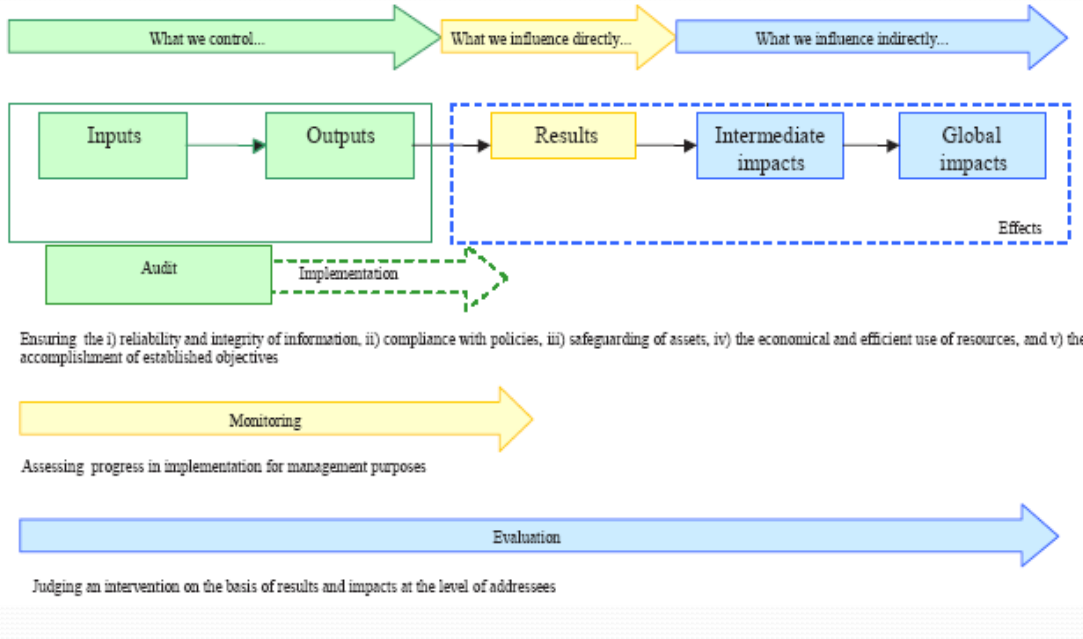 What we control...
What we influence directly...
What we influence indirectly...
Inputs
Outputs
Results
Intermediate
impacts
Global
impacts
Effects
Audit
Implementation
Ensuring the i) reliability and integrity of information, ii) compliance with policies, iii) safeguarding of assets, iv) the economical and efficient use of resources, and v) the
accomplishment of established objectives
Monitoring
Assessing progress in implementation for management purposes
Evaluation
Judging an intervention on the basis of results and impacts at the level of addressees